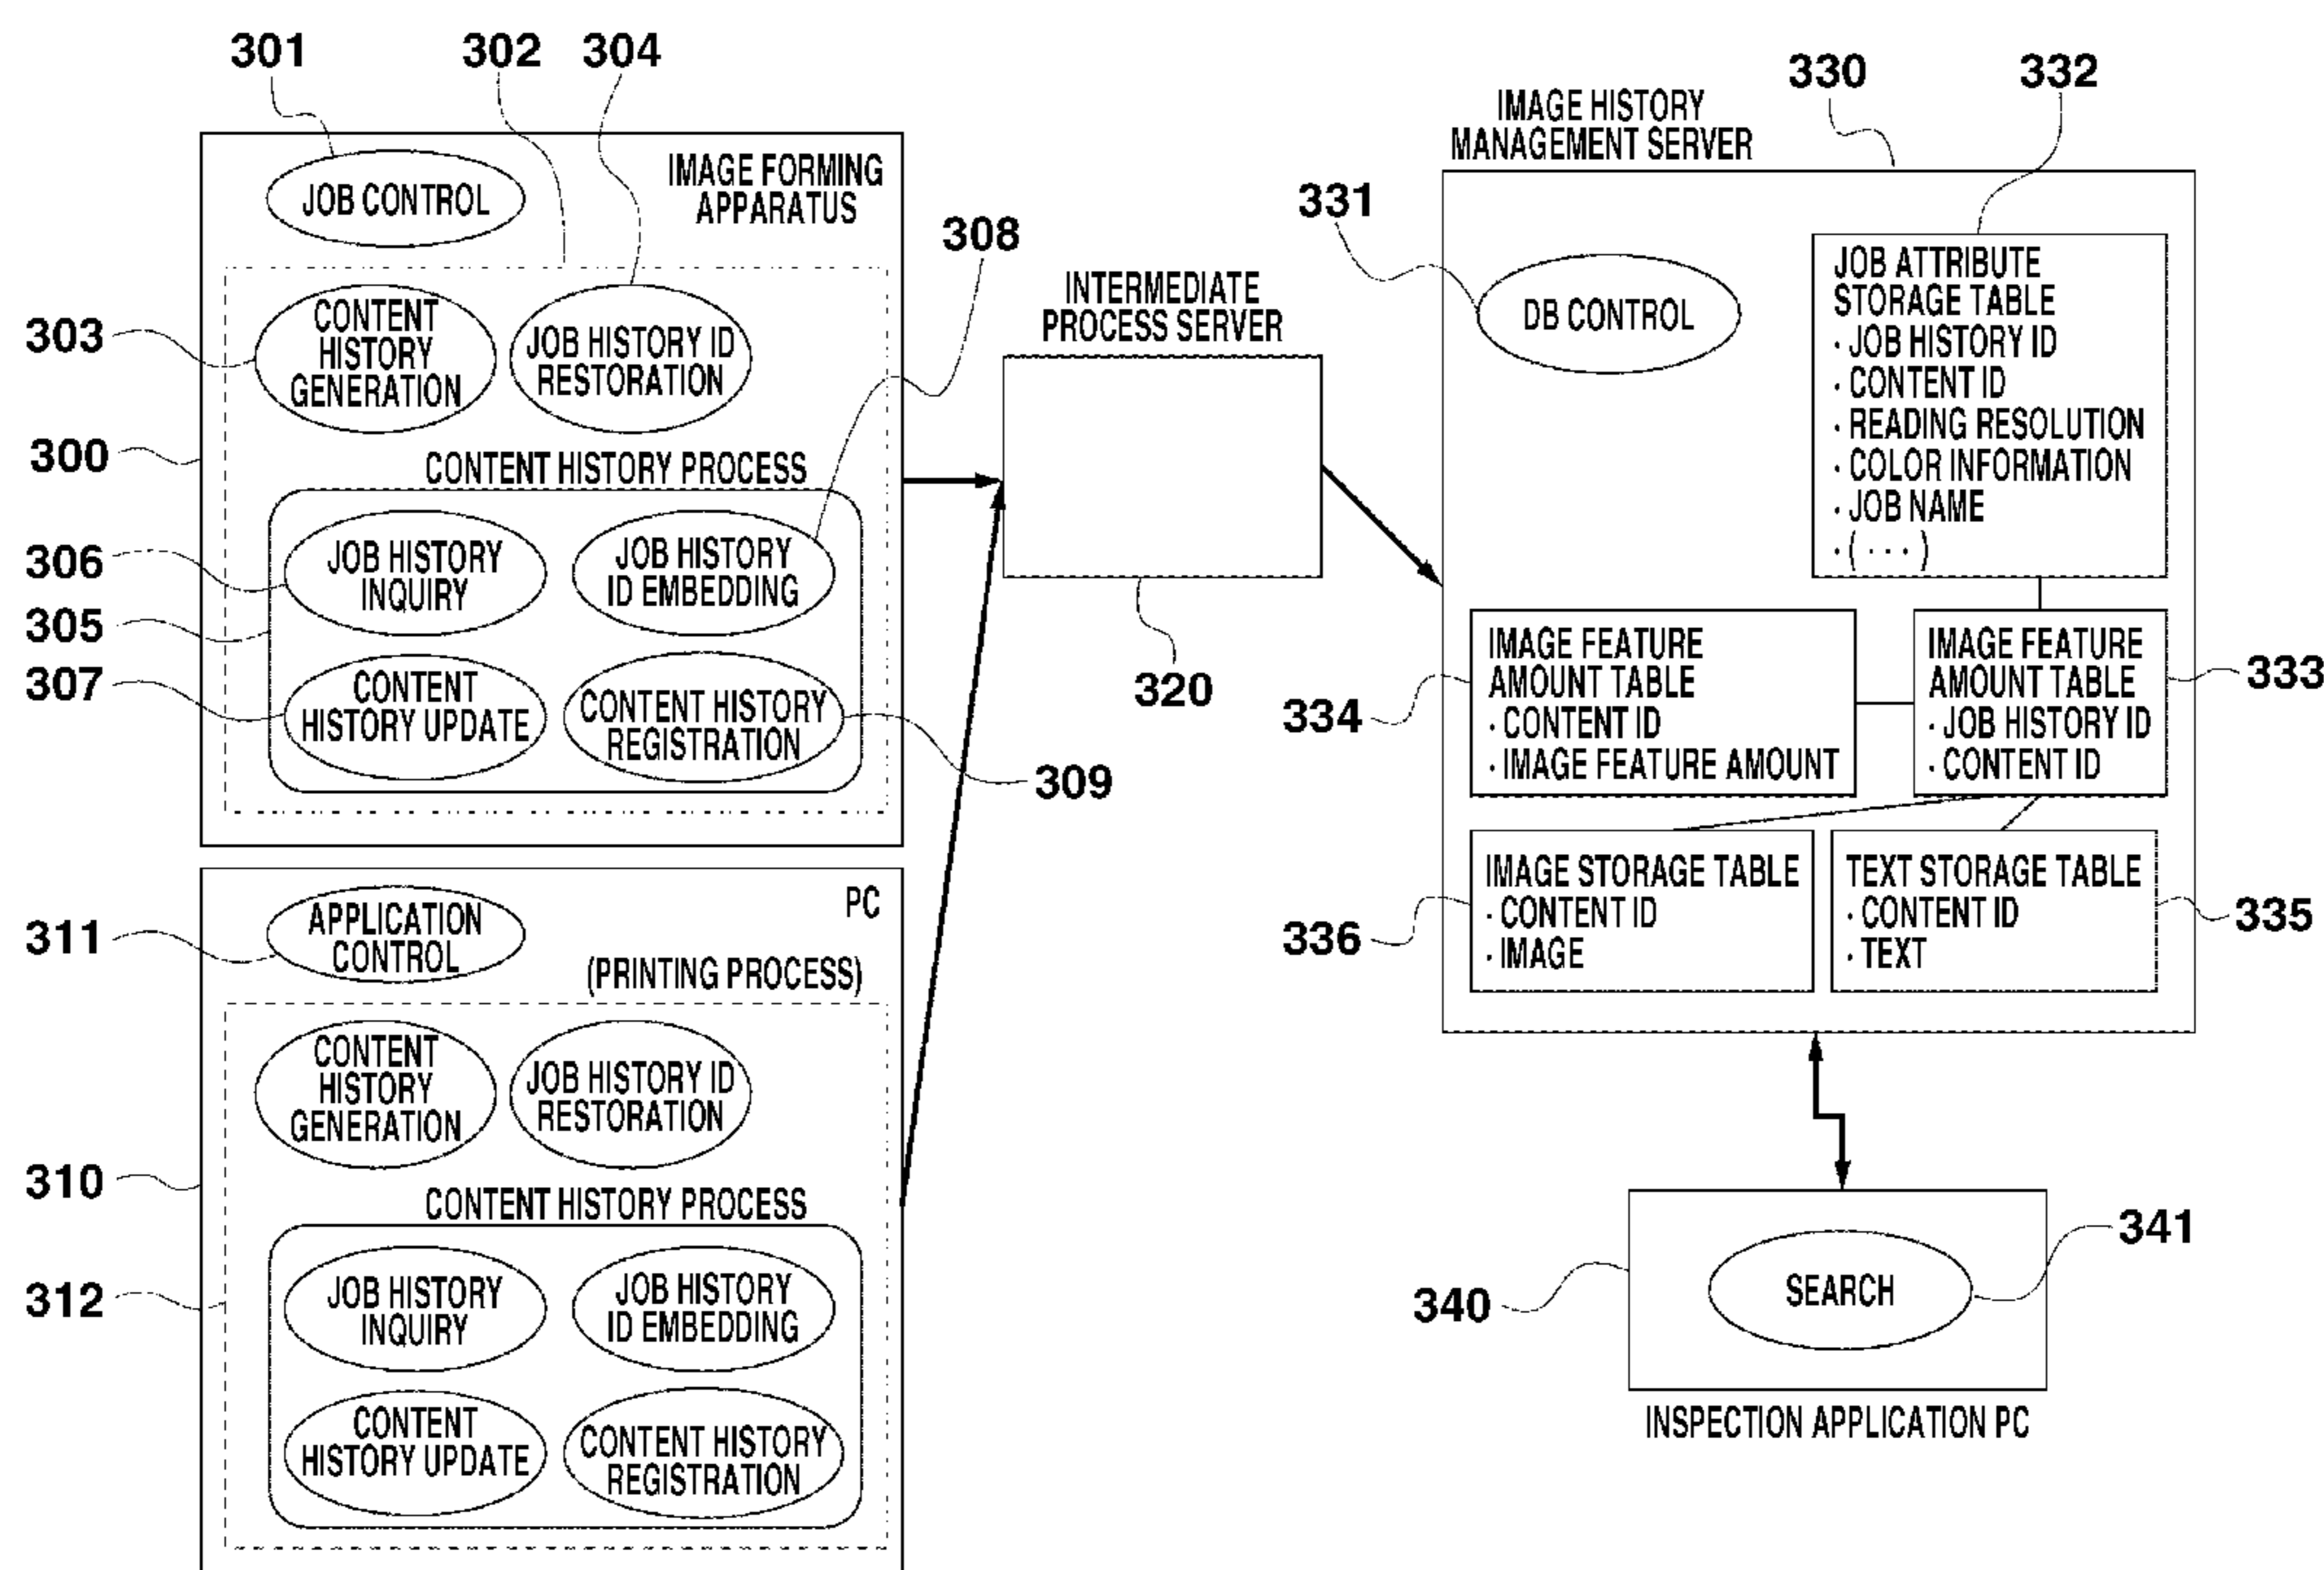 301
302
304
IMAGE FORMING
APPARATUS
JOB CONTROL
303
CONTENT
HISTORY
GENERATION
JOB HISTORY ID
RESTORATION
308
300
CONTENT HISTORY PROCESS
306
JOB HISTORY
INQUIRY
JOB HISTORY
ID EMBEDDING
305
307
CONTENT
HISTORY UPDATE
CONTENT HISTORY
REGISTRATION
309
PC
311
APPLICATION
CONTROL
(PRINTING PROCESS)
CONTENT
HISTORY
GENERATION
JOB HISTORY ID
RESTORATION
310
CONTENT HISTORY PROCESS
312
JOB HISTORY
INQUIRY
JOB HISTORY
ID EMBEDDING
CONTENT
HISTORY UPDATE
CONTENT HISTORY
REGISTRATION
INTERMEDIATE
PROCESS SERVER
320
IMAGE HISTORY
MANAGEMENT SERVER
330
332
331
DB CONTROL
JOB ATTRIBUTE
STORAGE TABLE
· JOB HISTORY ID
· CONTENT ID
· READING RESOLUTION
· COLOR INFORMATION
· JOB NAME
· (···)
334
IMAGE FEATURE
AMOUNT TABLE
· CONTENT ID
· IMAGE FEATURE AMOUNT
IMAGE FEATURE
AMOUNT TABLE
· JOB HISTORY ID
· CONTENT ID
333
336
IMAGE STORAGE TABLE
· CONTENT ID
· IMAGE
TEXT STORAGE TABLE
· CONTENT ID
· TEXT
335
340
SEARCH
341
INSPECTION APPLICATION PC